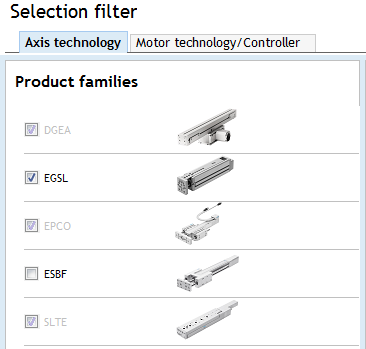 Selection filter
Axis technology
Motor technology/Controller
Product families
DGEA
EGSL
EPCO
ESBF
SLTE